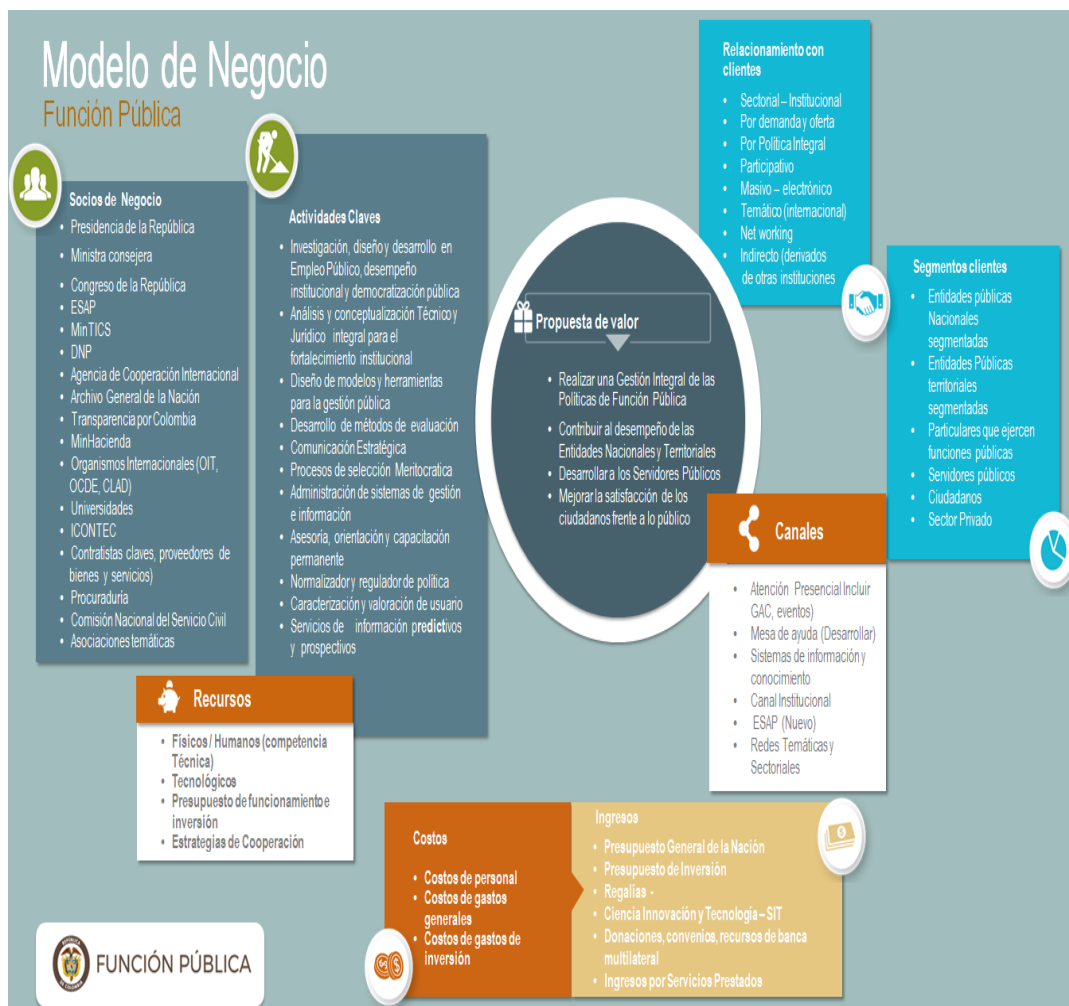 Modelo de Negocio
Función Pública
Socios de Negocio
• Presidencia de la República
• Ministra consejera
• Congreso de la República
• ESAP
• MinTICS
• DNP
• Agencia de Cooperación Internacional
• Archivo General de la Nación
• Transparencia por Colombia
• MinHacienda
• Organismos Internacionales (OIT,
OCDE, CLAD)
• Universidades
• ICONTEC
• Contratistas claves, proveedores de
bienes y servicios)
• Procuraduría
• Comisión Nacional del Servicio Civil
• Asociaciones temáticas
Actividades Claves
• Investigación, diseño y desarrollo en
Empleo Público, desempeño
institucional y democratización pública
• Análisis y conceptualización Técnico y
Jurídico integral para el
fortalecimiento institucional
• Diseño de modelos y herramientas
para la gestión pública
• Desarrollo de métodos de evaluación
• Comunicación Estratégica
• Procesos de selección Meritocratica
• Administración de sistemas de gestión
e información
• Asesoría, orientación y capacitación
permanente
• Normalizador y regulador de política
• Caracterización y valoración de usuario
• Servicios de información predictivos
y prospectivos
Propuesta de valor
• Realizar una Gestión Integral de las
Políticas de Función Pública
• Contribuir al desempeño de las
Entidades Nacionales y Territoriales
• Desarrollar a los Servidores Públicos
• Mejorar la satisfacción de los
ciudadanos frente a lo público
Relacionamiento con
clientes
• Sectorial – Institucional
• Por demanda y oferta
• Por Política Integral
• Participativo
• Masivo – electrónico
• Temático (internacional)
• Net working
• Indirecto (derivados
de otras instituciones
Segmentos clientes
• Entidades públicas
Nacionales
segmentadas
• Entidades Públicas
territoriales
segmentadas
• Particulares que ejercen
funciones públicas
• Servidores públicos
• Ciudadanos
• Sector Privado
Canales
• Atención Presencial Incluir
GAC, eventos)
• Mesa de ayuda (Desarrollar)
• Sistemas de información y
conocimiento
• Canal Institucional
• ESAP (Nuevo)
• Redes Temáticas y
Sectoriales
Recursos
• Físicos / Humanos (competencia
Técnica)
• Tecnológicos
• Presupuesto de funcionamiento e
inversión
• Estrategias de Cooperación
Costos
• Costos de personal
• Costos de gastos
generales
• Costos de gastos de
inversión
Ingresos
• Presupuesto General de la Nación
• Presupuesto de Inversión
• Regalías -
• Ciencia Innovación y Tecnología – SIT
• Donaciones, convenios, recursos de banca
multilateral
• Ingresos por Servicios Prestados
FUNCIÓN PÚBLICA